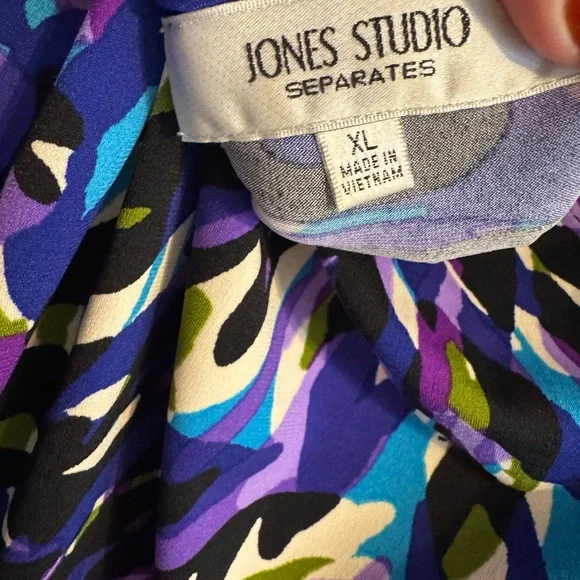 JONES STUDIO
SEPARATES
XL
MADE IN
VIETNAM